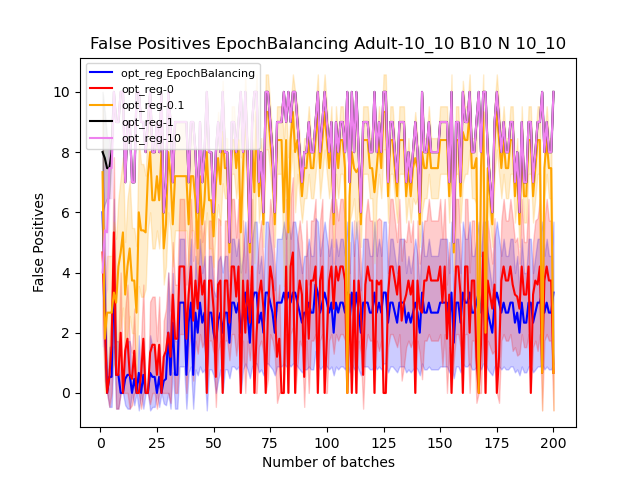 False Positives EpochBalancing Adult-10_10 B10 N 10_10
opt_reg EpochBalancing
opt_reg-0
opt_reg-0.1
opt_reg-1
opt_reg-10
False Positives
10
8
6
4
2
0
0 25 50 75 100 125 150 175 200
Number of batches